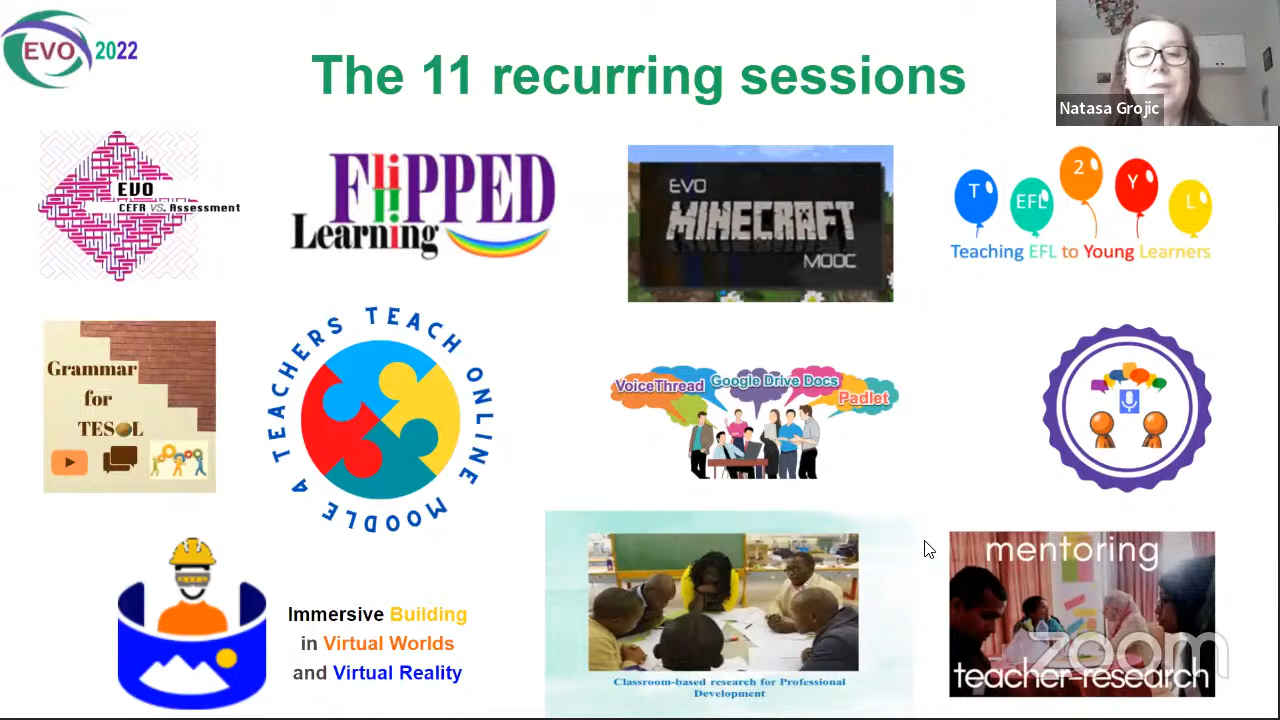 EVO 2022
The 11 recurring sessions
Natasa Grojic
EVO
CEFR VS. Assessment
FLiPPED
Learning
EVO
MINECRAFT
MOOC
T EFL 2 Y L
Teaching EFL to Young Learners
Grammar
for
TESOL
A TEACHERS TEACH ONLINE MOODLE
VoiceThread
Google Drive Docs
Padlet
Immersive Building
in Virtual Worlds
and Virtual Reality
Classroom-based research for Professional
Development
mentoring
teacher-research
zoom